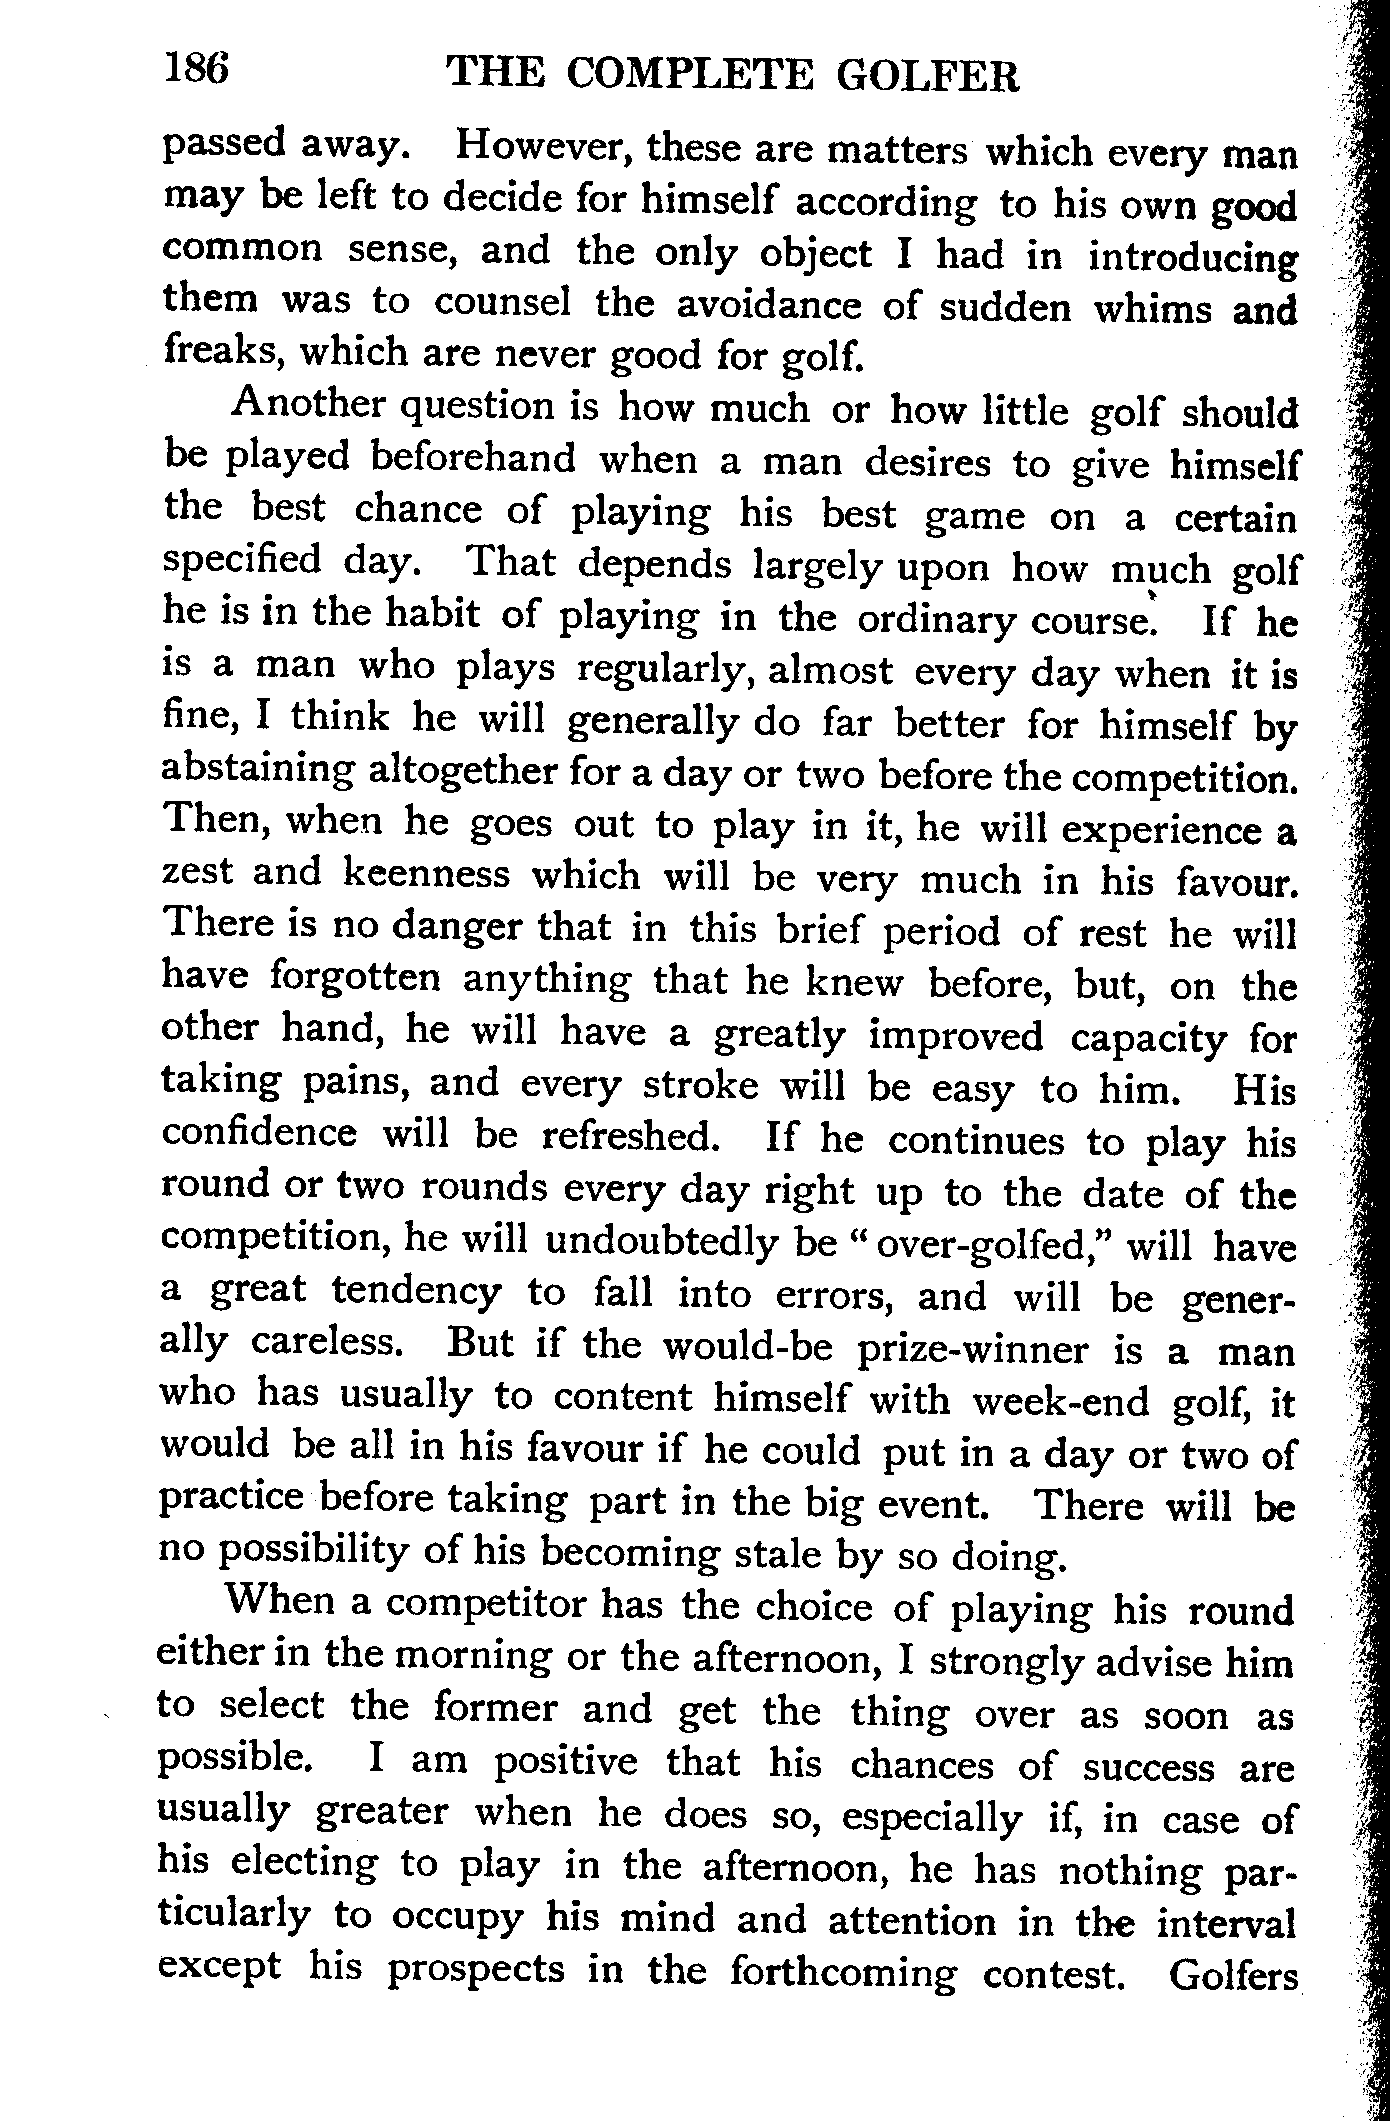 186 THE COMPLETE GOLFER
passed away. However, these are matters which every man
may be left to decide for himself according to his own good
common sense, and the only object I had in introducing
them was to counsel the avoidance of sudden whims and
freaks, which are never good for golf.
Another question is how much or how little golf should
be played beforehand when a man desires to give himself
the best chance of playing his best game on a certain
specified day. That depends largely upon how much golf
he is in the habit of playing in the ordinary course. If he
is a man who plays regularly, almost every day when it is
fine, I think he will generally do far better for himself by
abstaining altogether for a day or two before the competition.
Then, when he goes out to play in it, he will experience a
zest and keenness which will be very much in his favour.
There is no danger that in this brief period of rest he will
have forgotten anything that he knew before, but, on the
other hand, he will have a greatly improved capacity for
taking pains, and every stroke will be easy to him. His
confidence will be refreshed. If he continues to play his
round or two rounds every day right up to the date of the
competition, he will undoubtedly be “over-golfed,” will have
a great tendency to fall into errors, and will be gener-
ally careless. But if the would-be prize-winner is a man
who has usually to content himself with week-end golf, it
would be all in his favour if he could put in a day or two of
practice before taking part in the big event. There will be
no possibility of his becoming stale by so doing.
When a competitor has the choice of playing his round
either in the morning or the afternoon, I strongly advise him
to select the former and get the thing over as soon as
possible. I am positive that his chances of success are
usually greater when he does so, especially if, in case of
his electing to play in the afternoon, he has nothing par-
ticularly to occupy his mind and attention in the interval
except his prospects in the forthcoming contest. Golfers